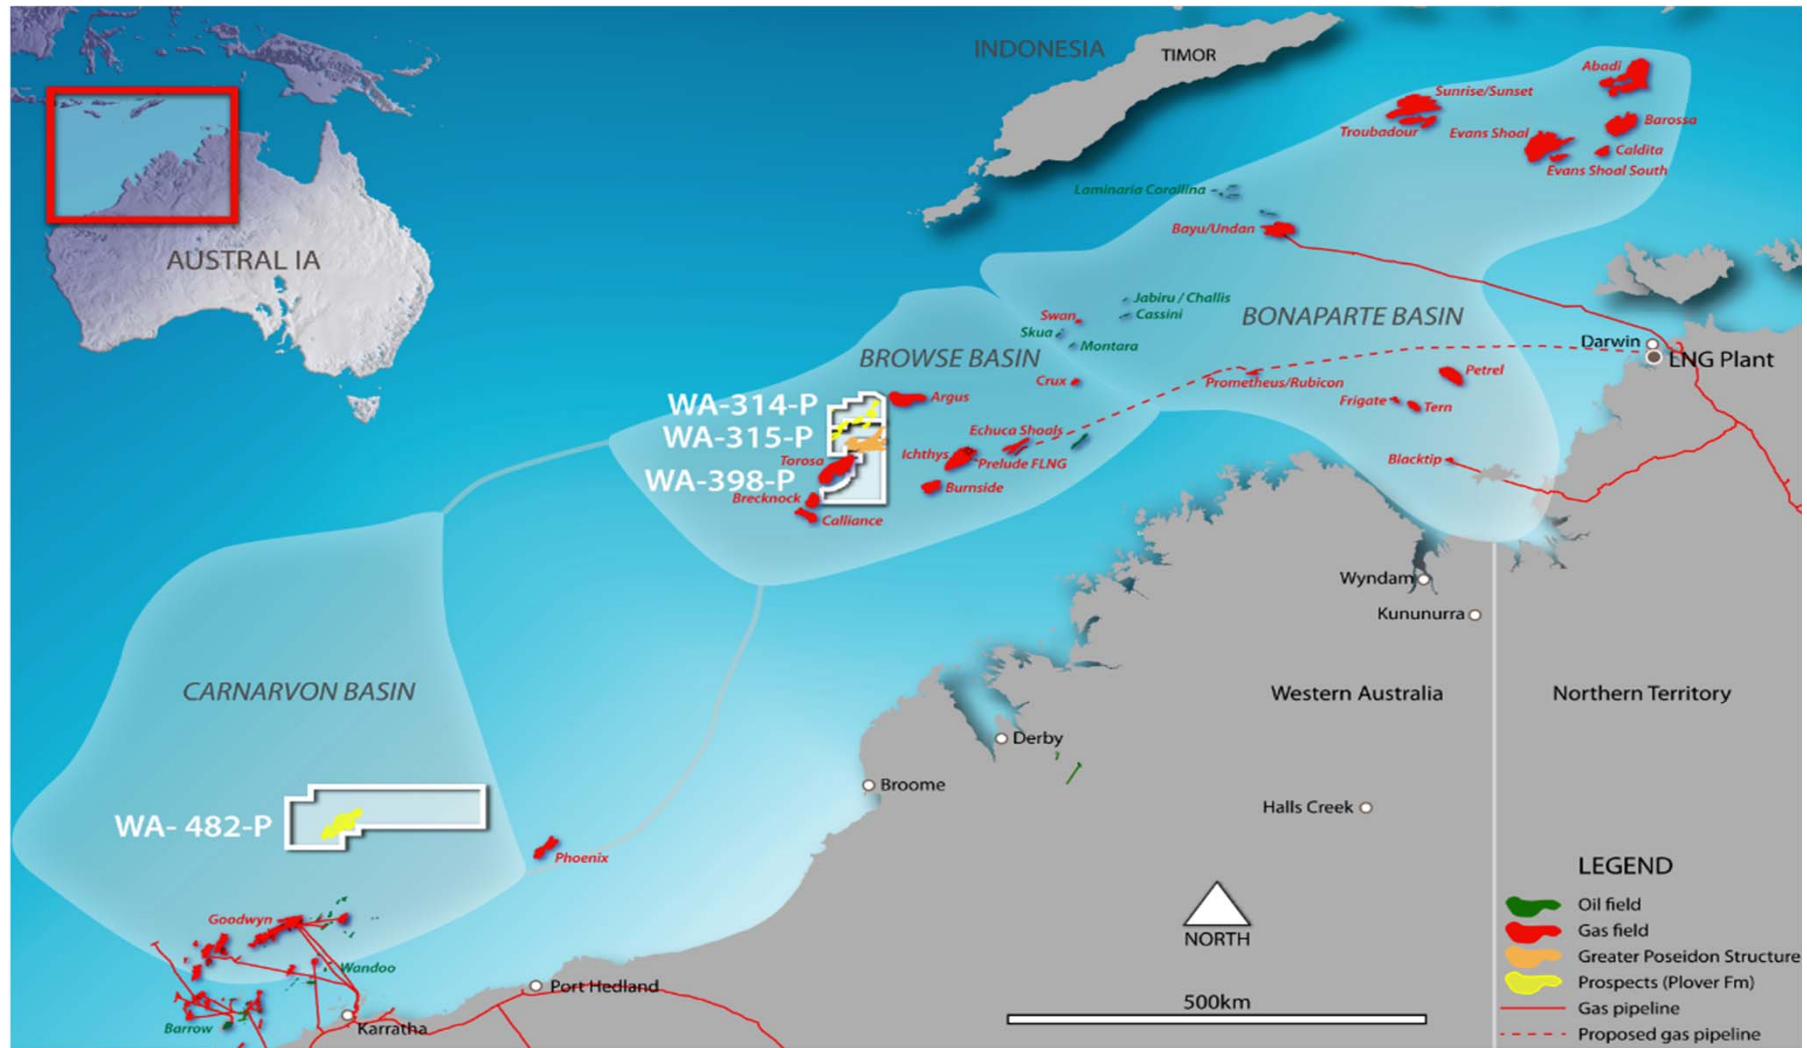 INDONESIA
TIMOR
Abadi
Sunrise/Sunset
Troubadour
Evans Shoal
Barossa
Caldita
Evans Shoal South
Laminaria Corallina
Bayu/Undan
AUSTRAL IA
Jabiru / Challis
Cassini
Swan
Skua
Montara
BONAPARTE BASIN
BROWSE BASIN
Darwin
LNG Plant
Crux
Prometheus/Rubicon
Petrel
Frigate
Tern
WA-314-P
Argus
WA-315-P
Echuca Shoals
Ichthys
Prelude FLNG
Torosa
WA-398-P
Burnside
Brecknock
Calliance
Blacktip
Wyndam
Kununurra
CARNARVON BASIN
Western Australia
Northern Territory
Derby
Broome
Halls Creek
WA- 482-P
Phoenix
Goodwyn
Wandoo
Barrow
Karratha
Port Hedland
NORTH
500km
LEGEND
Oil field
Gas field
Greater Poseidon Structure
Prospects (Plover Fm)
Gas pipeline
Proposed gas pipeline